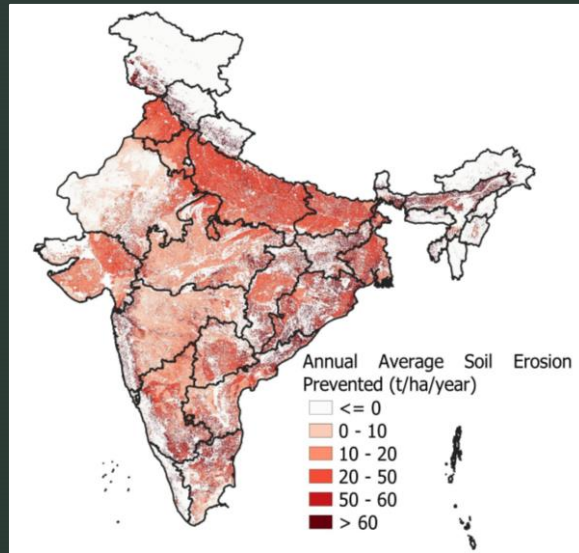 Annual Average Soil Erosion
Prevented (t/ha/year)
<= 0
0 - 10
10 - 20
20 - 50
50 - 60
> 60